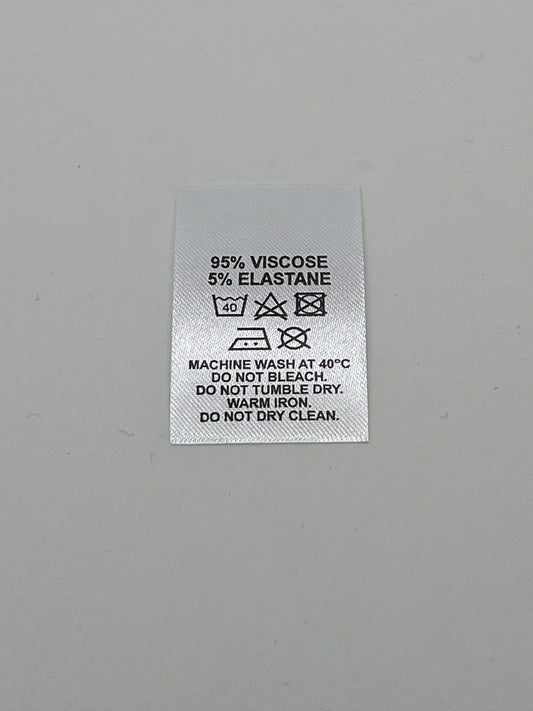 95% VISCOSE
5% ELASTANE
40
MACHINE WASH AT 40°C
DO NOT BLEACH.
DO NOT TUMBLE DRY.
WARM IRON.
DO NOT DRY CLEAN.